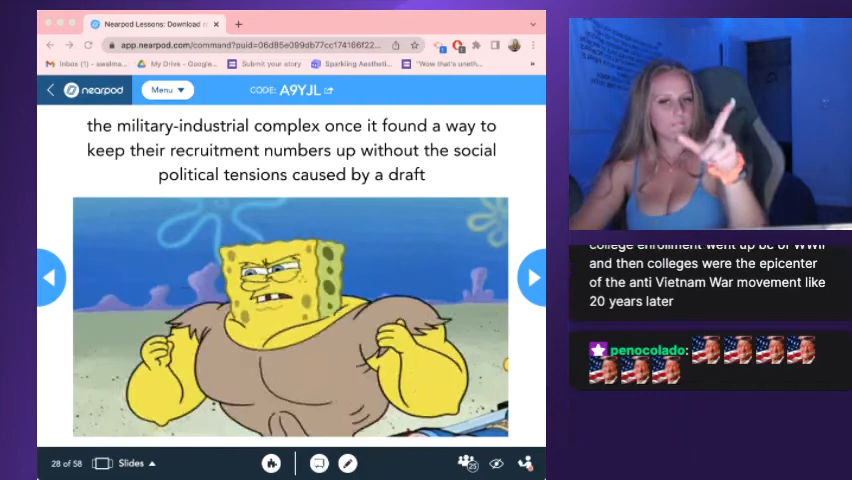 Nearpod Lessons: Download
app.nearpod.com/command?puid=06d85e099db77cc174166f22...
Inbox (1) - awalma...
My Drive - Google...
Submit your story
Sparkling Aestheti...
"Wow that's uneth...
nearpod
Menu
CODE: A9YJL
the military-industrial complex once it found a way to
keep their recruitment numbers up without the social
political tensions caused by a draft
28 of 58
Slides
25
college enrollment went up bc of WWII
and then colleges were the epicenter
of the anti Vietnam War movement like
20 years later
penocolado: